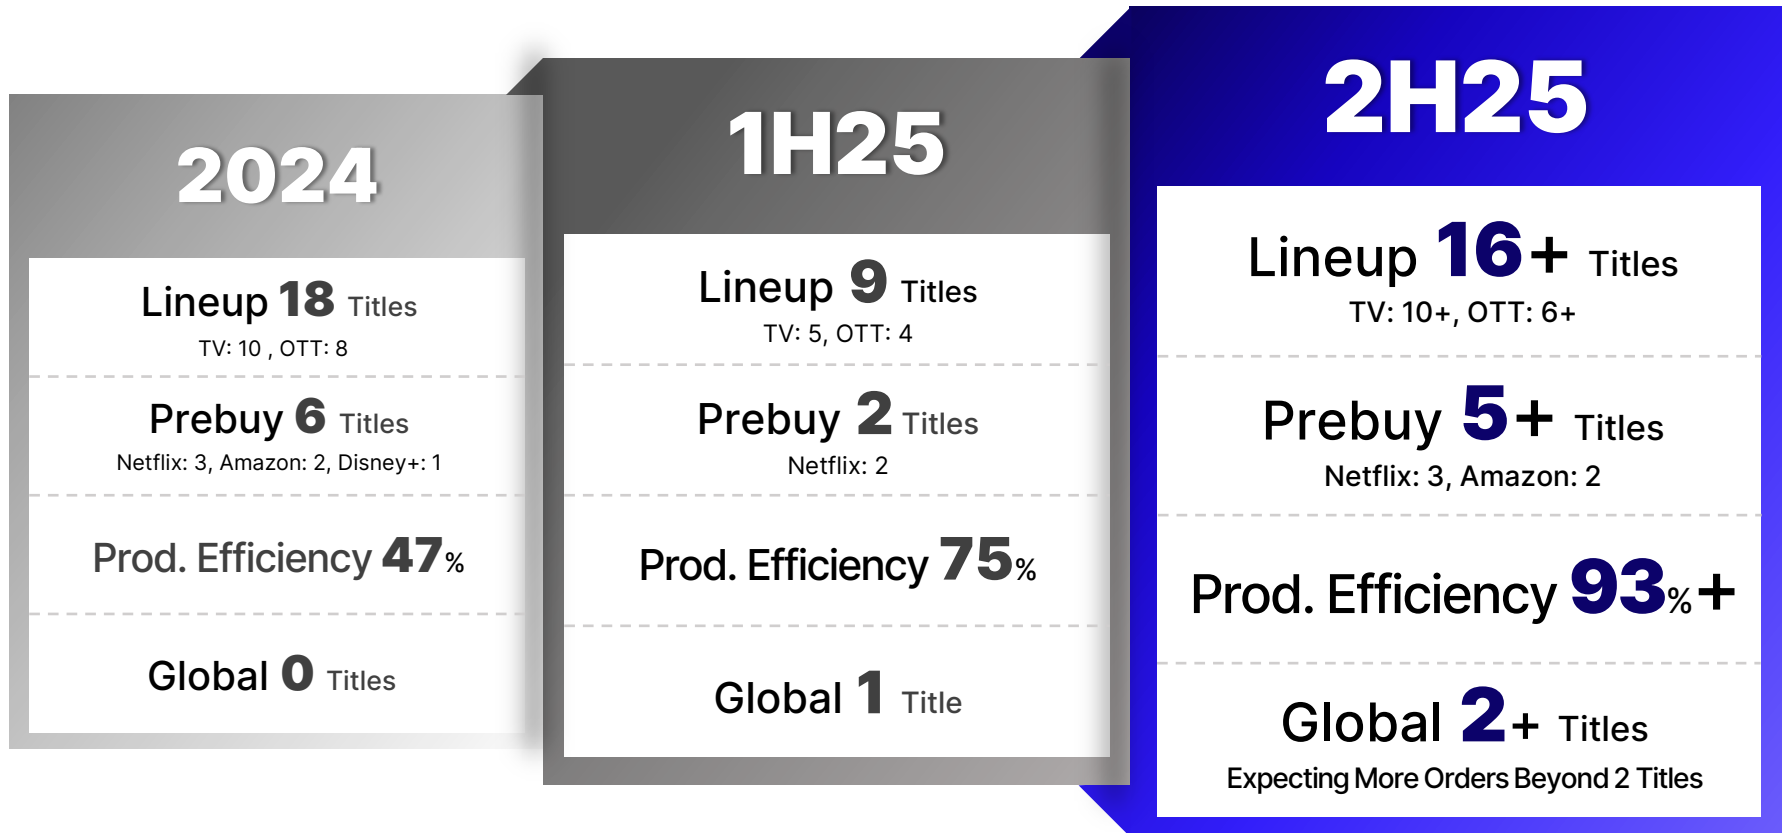 2024
Lineup 18 Titles
TV: 10 , OTT: 8
Prebuy 6 Titles
Netflix: 3, Amazon: 2, Disney+: 1
Prod. Efficiency 47%
Global 0 Titles
1H25
Lineup 9 Titles
TV: 5, OTT: 4
Prebuy 2 Titles
Netflix: 2
Prod. Efficiency 75%
Global 1 Title
2H25
Lineup 16+ Titles
TV: 10+, OTT: 6+
Prebuy 5+ Titles
Netflix: 3, Amazon: 2
Prod. Efficiency 93%+
Global 2+ Titles
Expecting More Orders Beyond 2 Titles